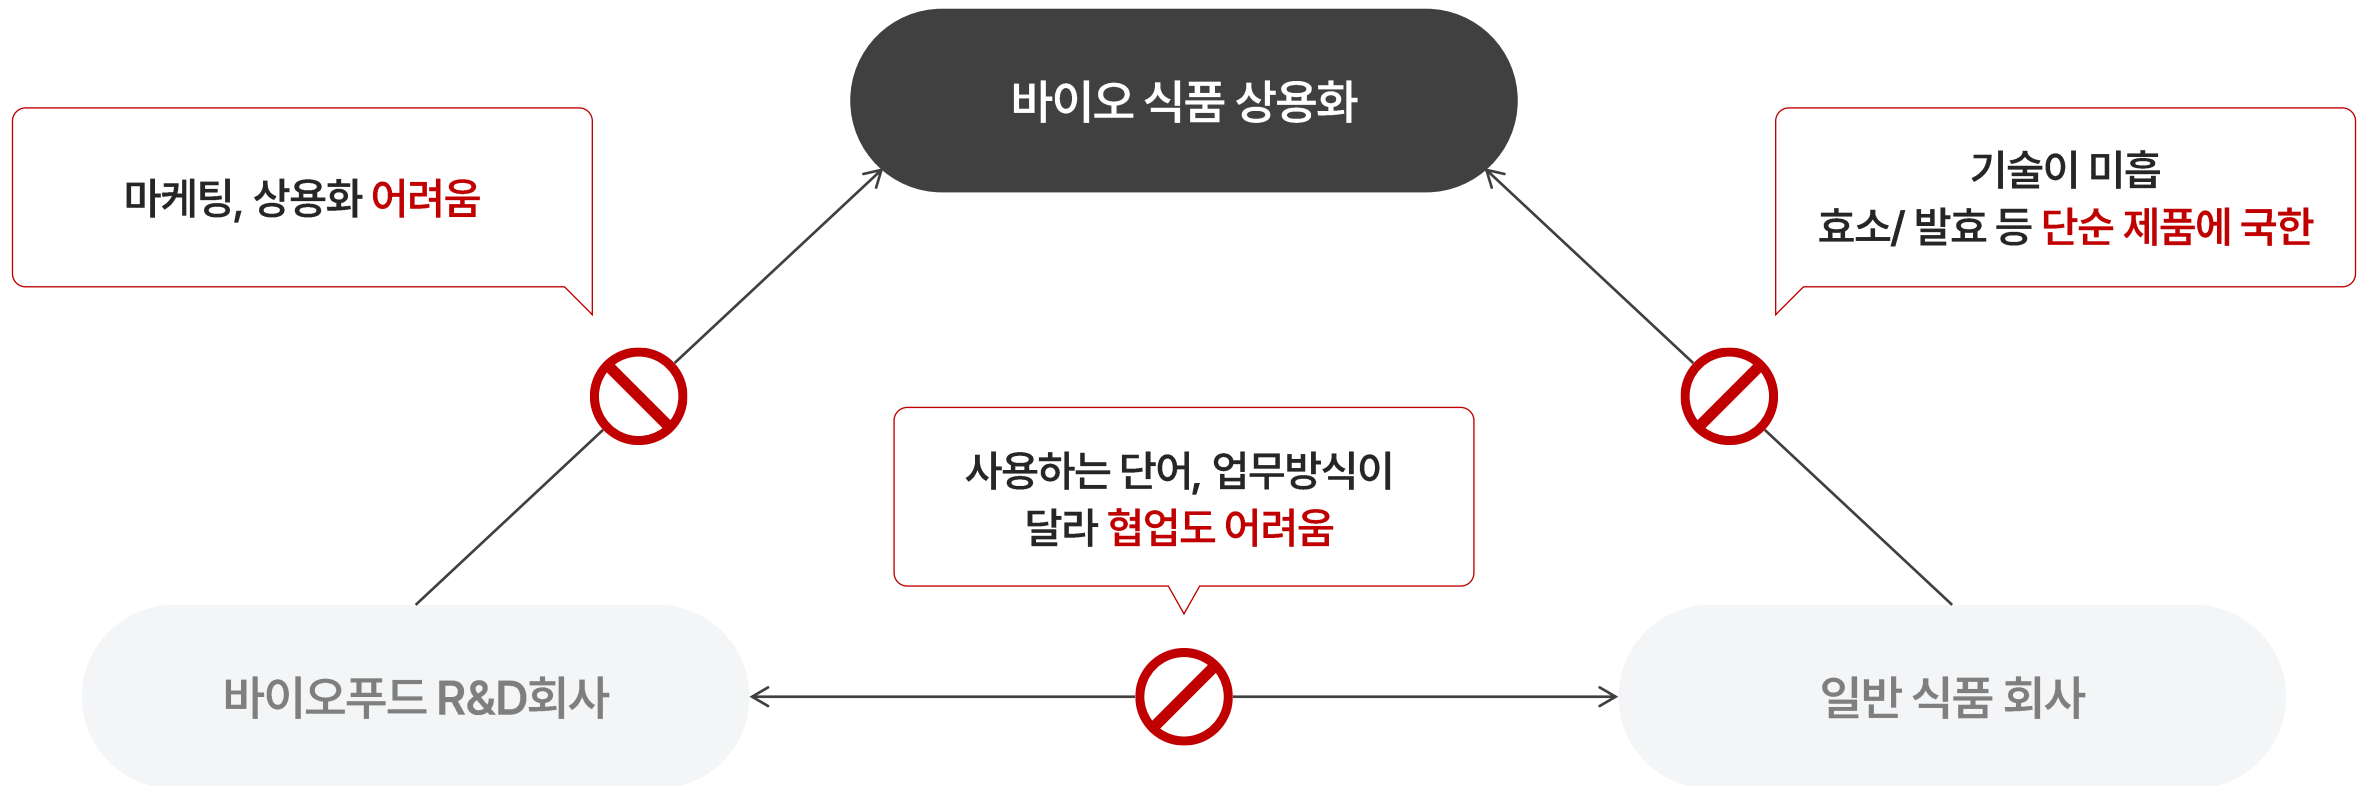 바이오 식품 상용화
마케팅, 상용화 어려움
기술이 미흡
효소/ 발효 등 단순 제품에 국한
사용하는 단어, 업무방식이
달라 협업도 어려움
바이오푸드 R&D회사
일반 식품 회사